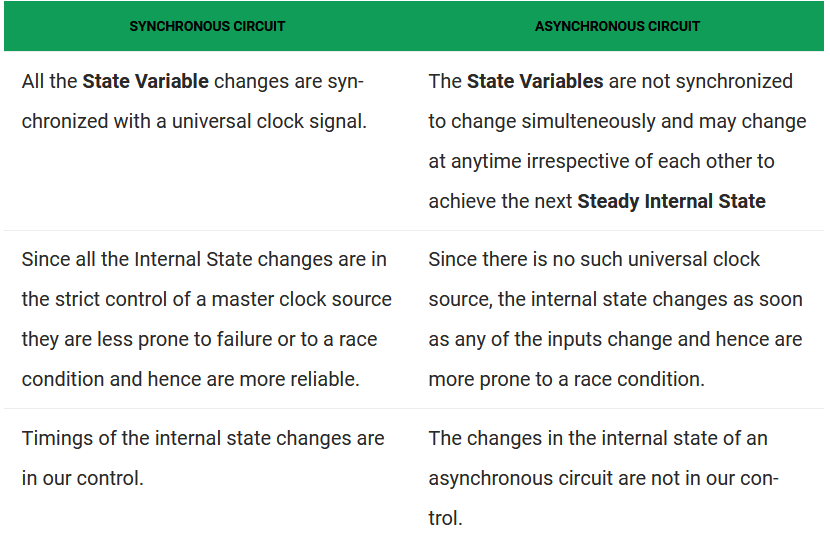 SYNCHRONOUS CIRCUIT
ASYNCHRONOUS CIRCUIT
All the State Variable changes are syn-
chronized with a universal clock signal.
The State Variables are not synchronized
to change simulteneously and may change
at anytime irrespective of each other to
achieve the next Steady Internal State
Since all the Internal State changes are in
the strict control of a master clock source
they are less prone to failure or to a race
condition and hence are more reliable.
Since there is no such universal clock
source, the internal state changes as soon
as any of the inputs change and hence are
more prone to a race condition.
Timings of the internal state changes are
in our control.
The changes in the internal state of an
asynchronous circuit are not in our con-
trol.